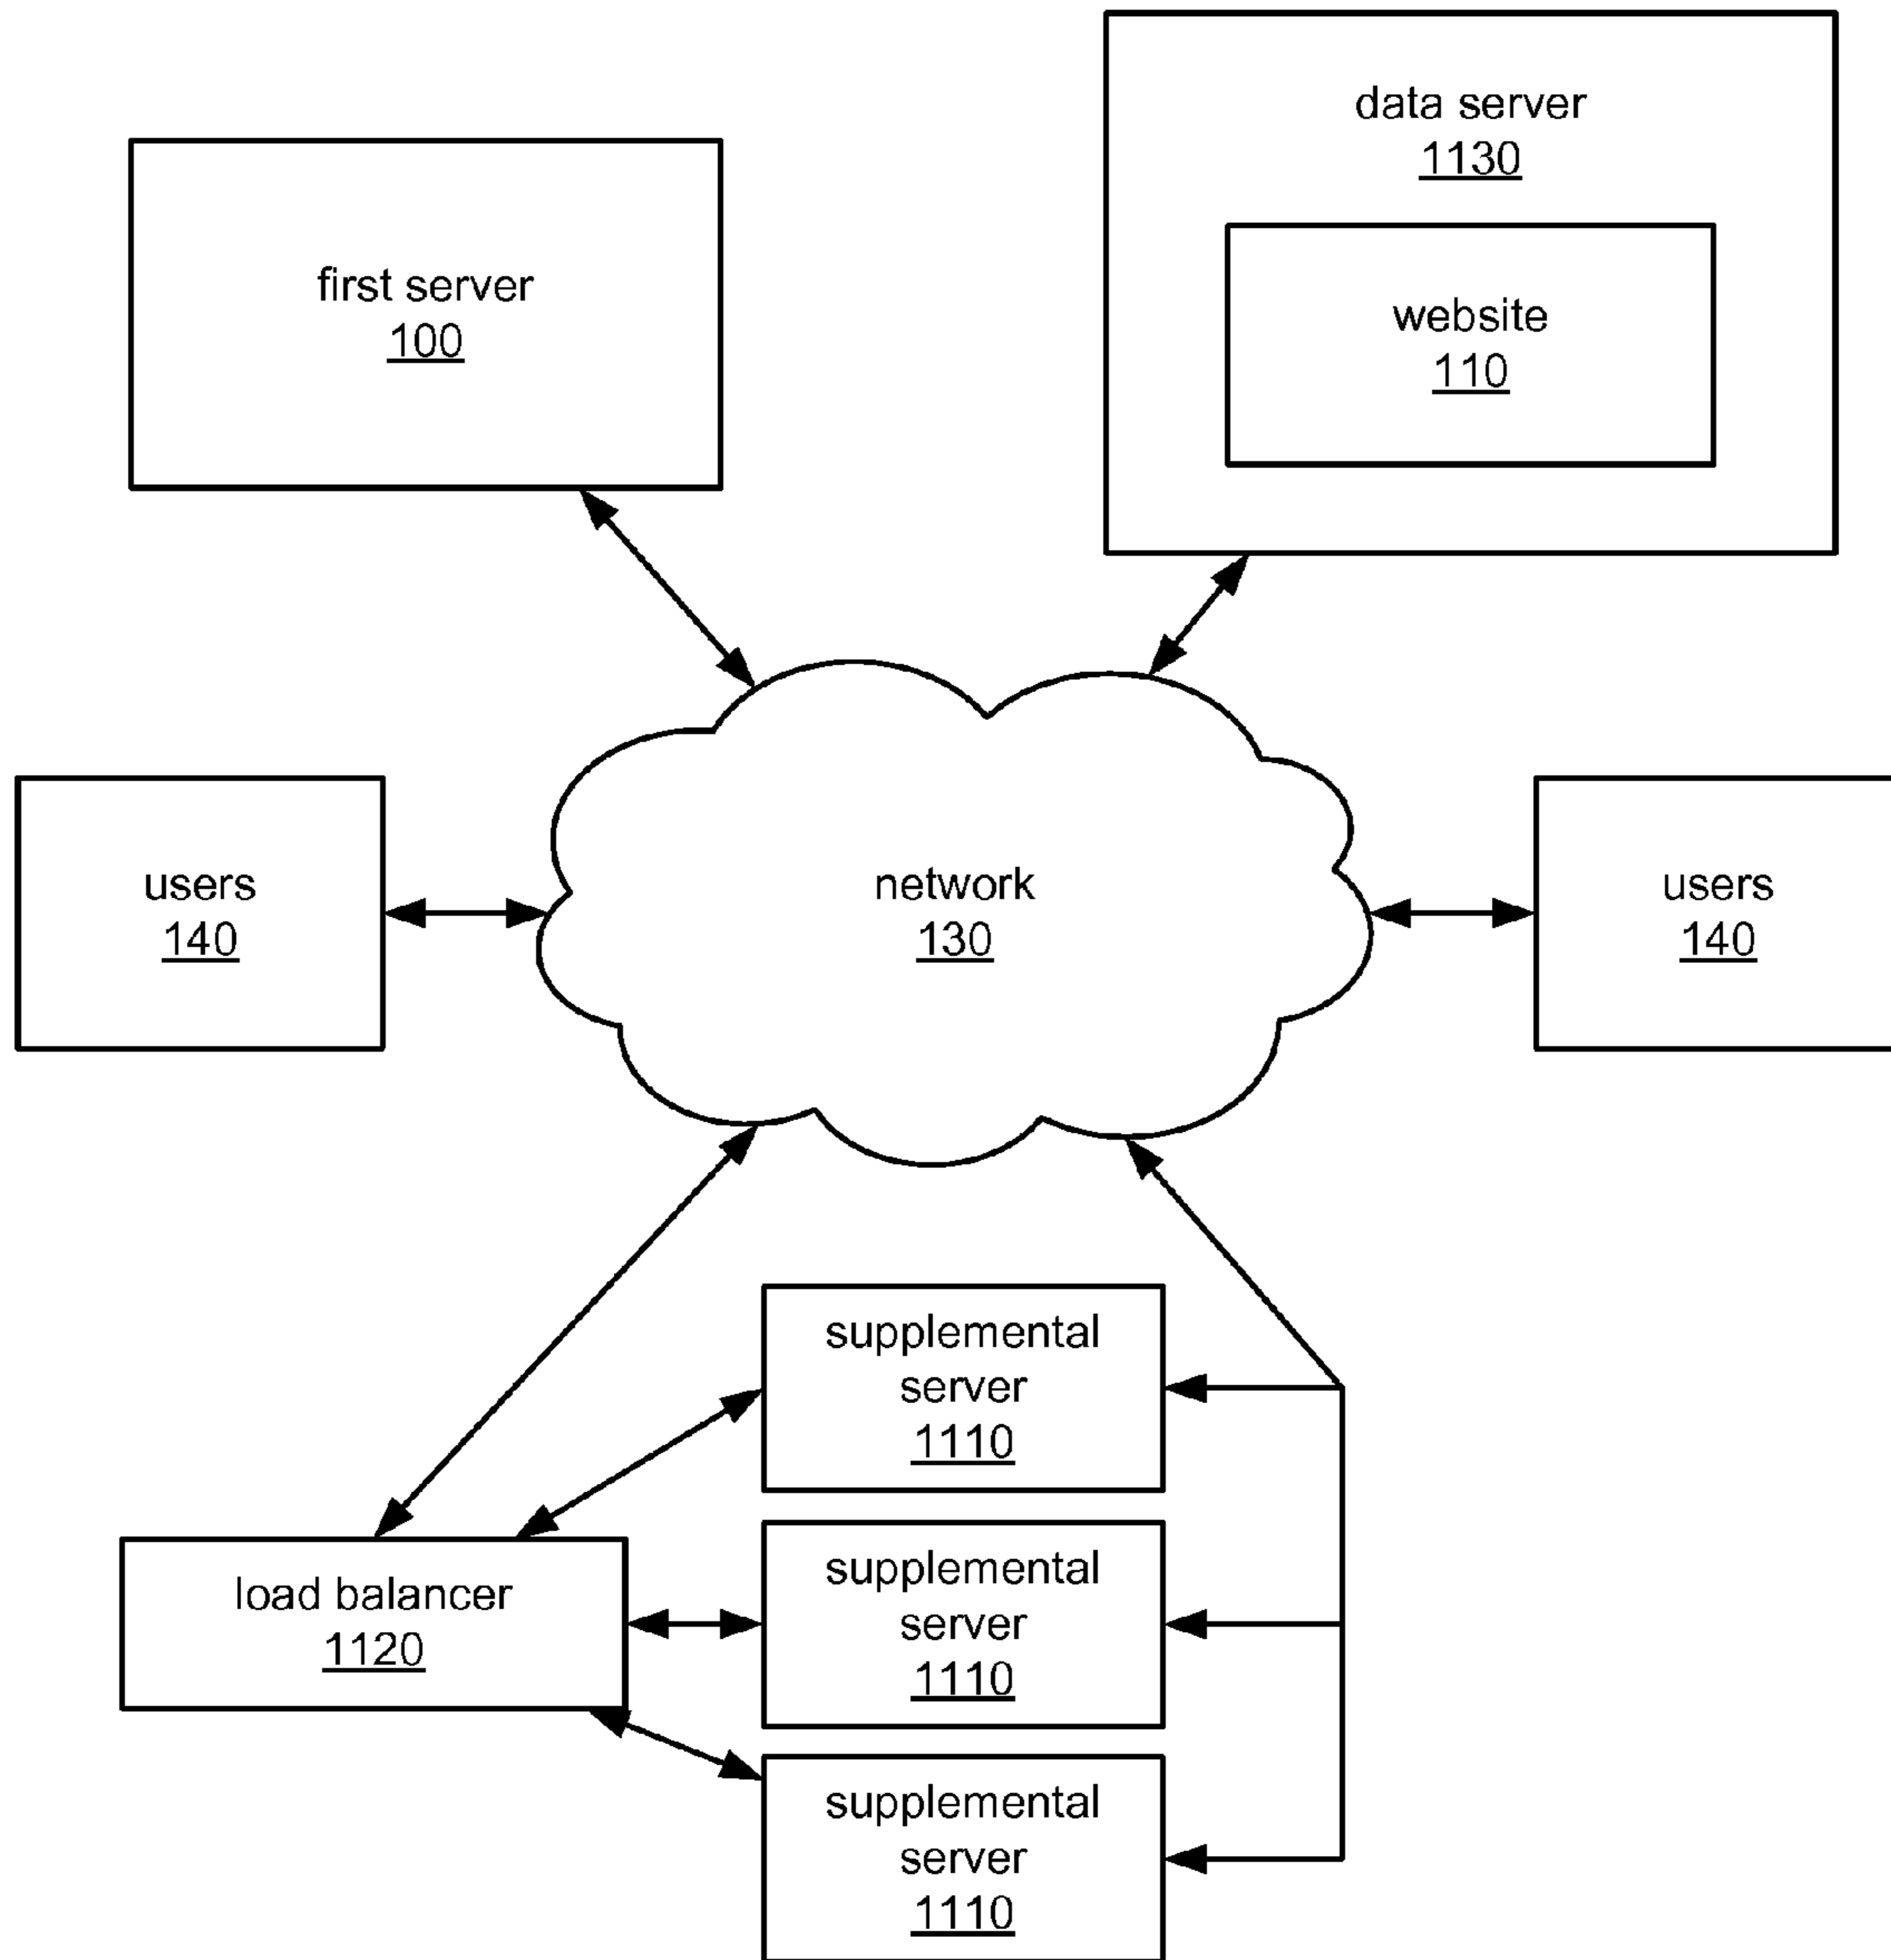 data server
1130
first server
100
website
110
users
140
network
130
users
140
supplemental
server
1110
load balancer
1120
supplemental
server
1110
supplemental
server
1110